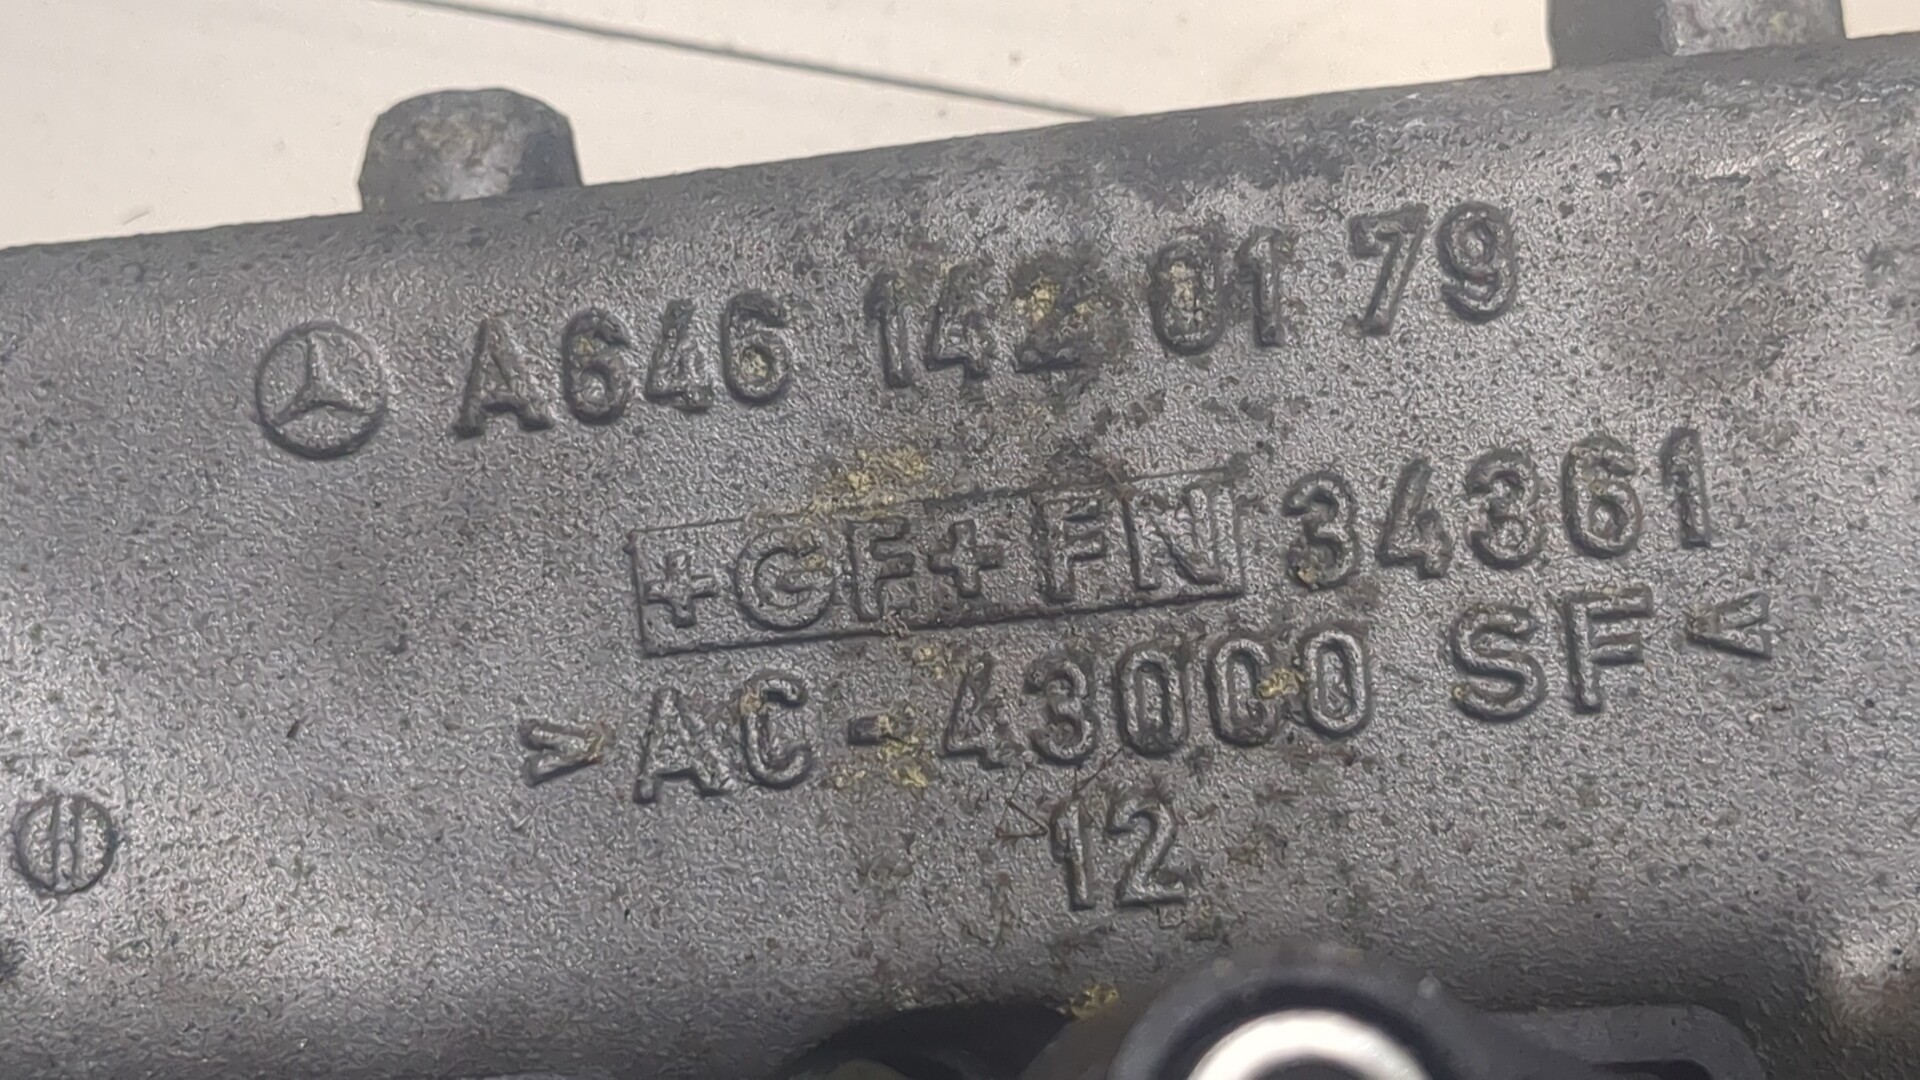 A646 142 01 79
+GF+ FN 34361
>AC-43000 SF<
12